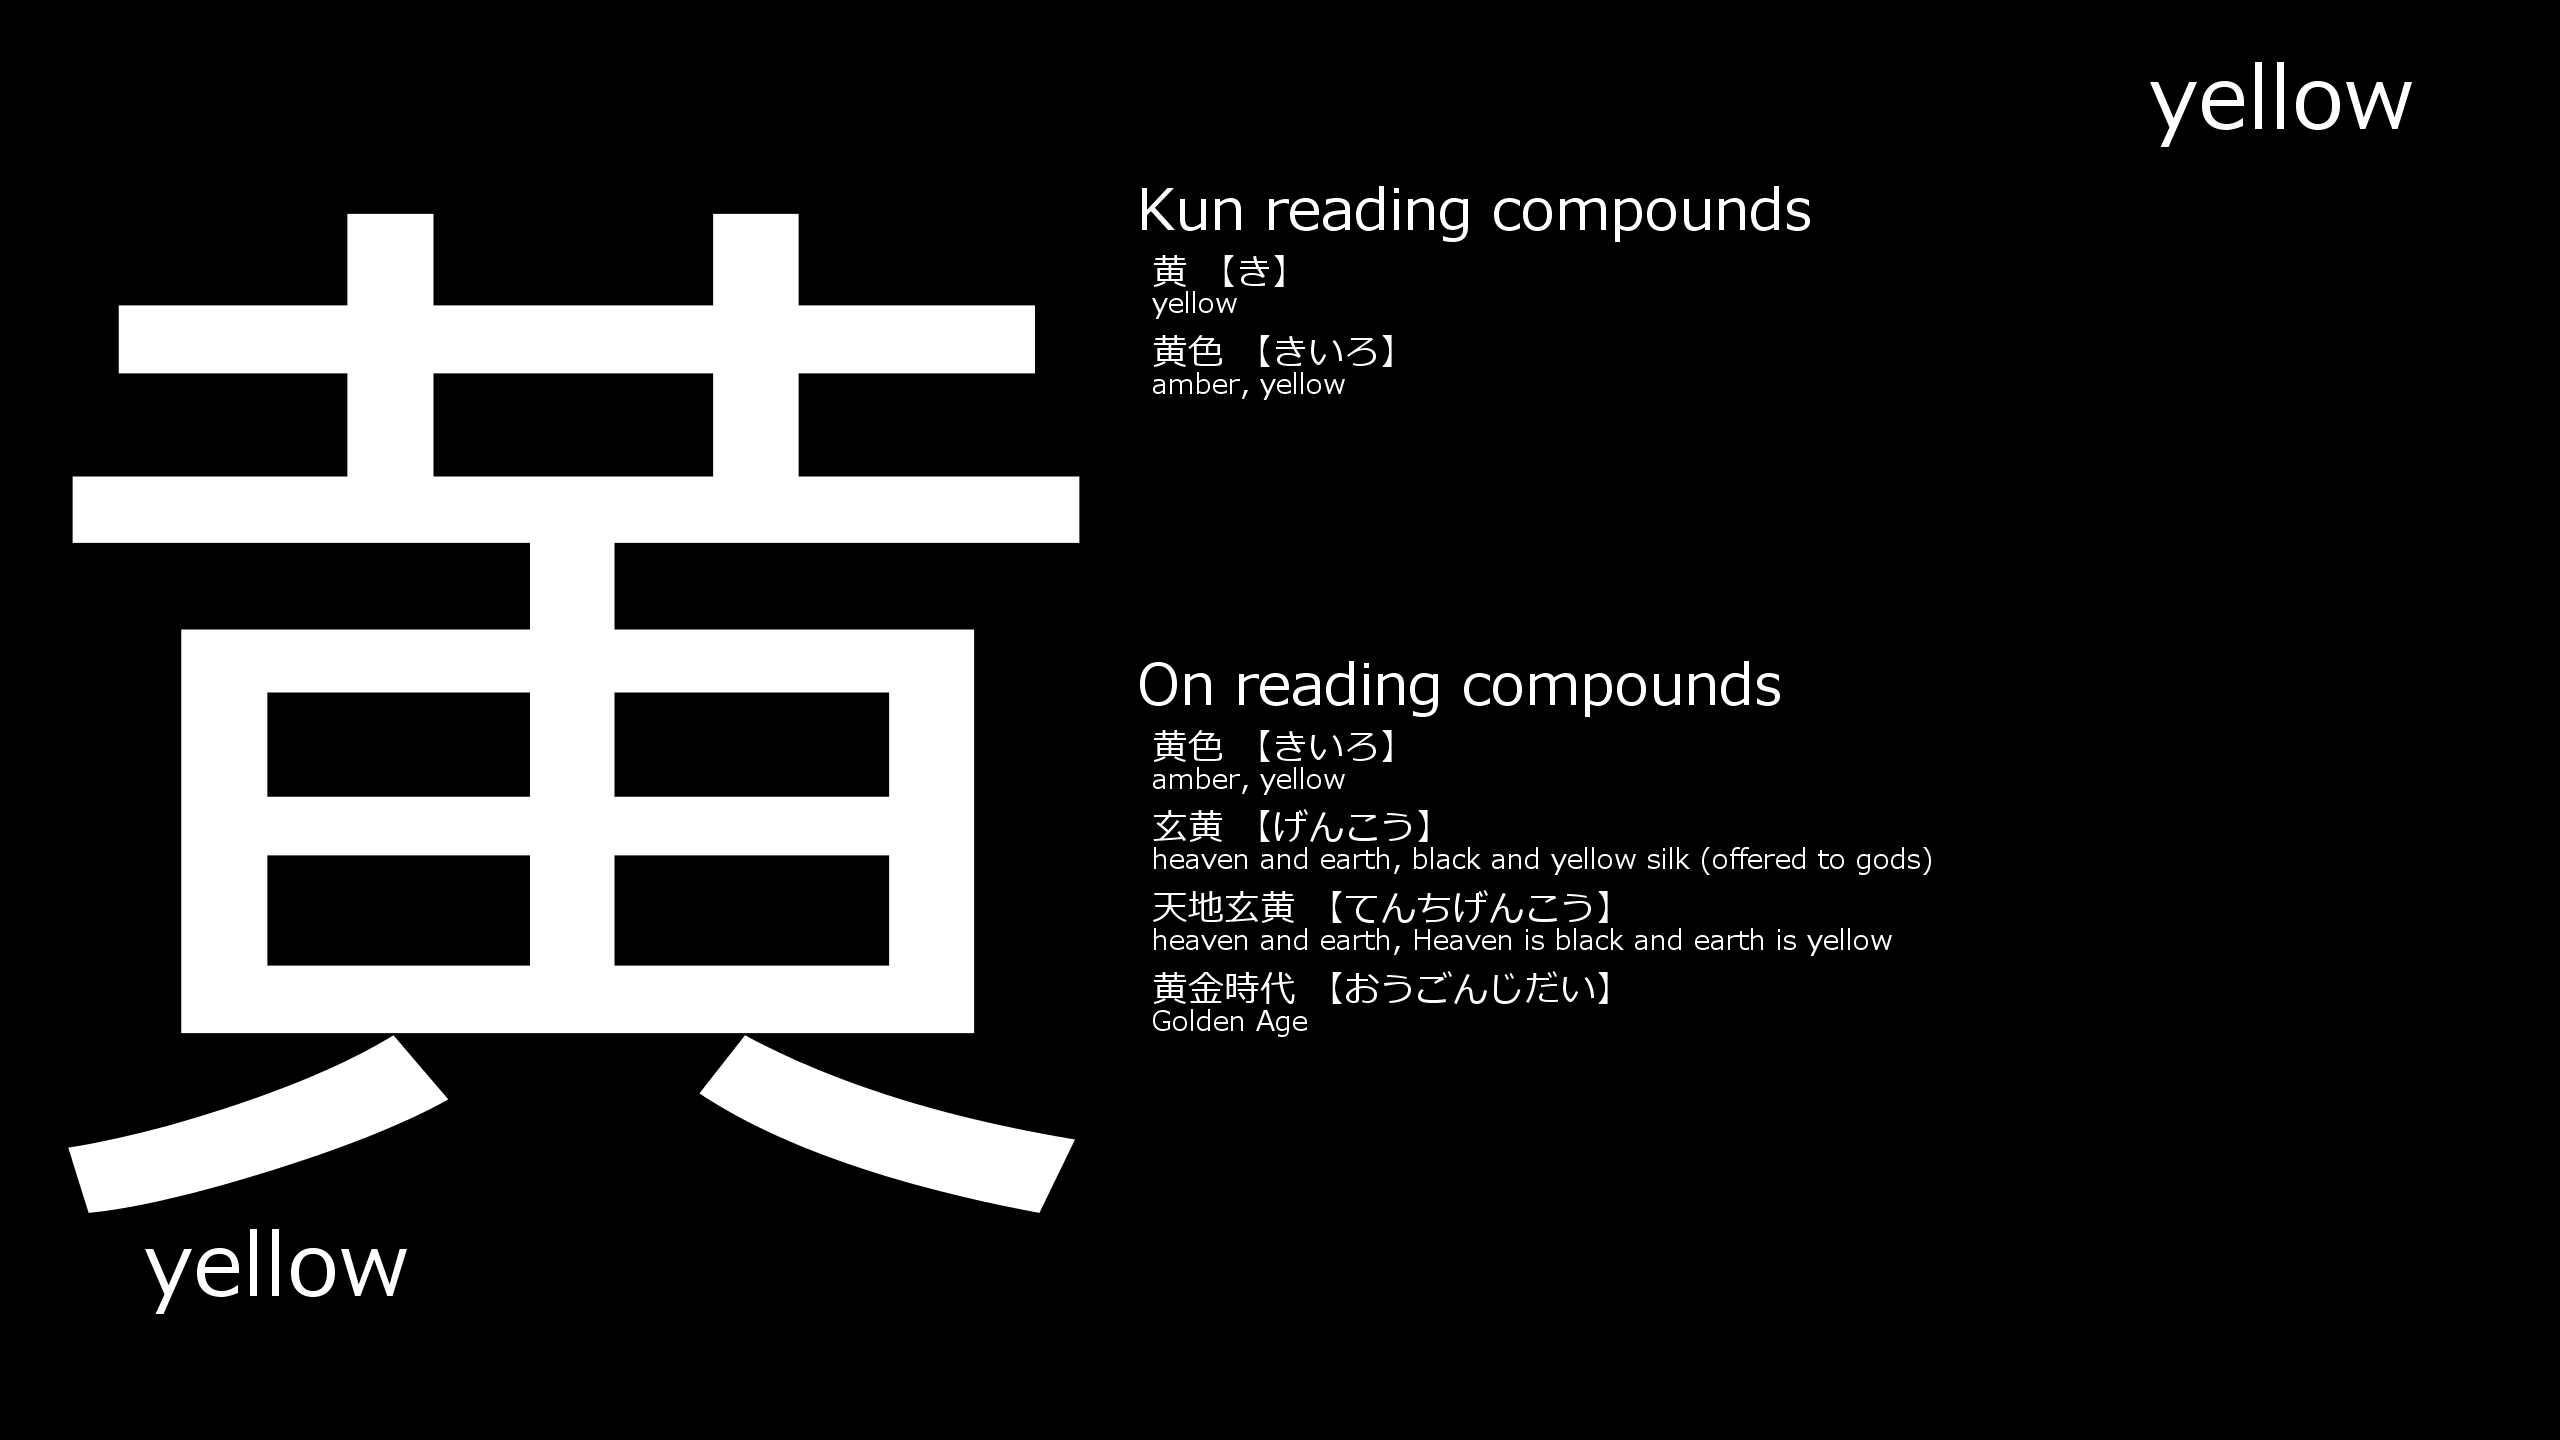 yellow
黄
yellow
Kun reading compounds
黄 【き】
yellow
黄色 【きいろ】
amber, yellow
On reading compounds
黄色 【きいろ】
amber, yellow
玄黄 【げんこう】
heaven and earth, black and yellow silk (offered to gods)
天地玄黄 【てんちげんこう】
heaven and earth, Heaven is black and earth is yellow
黄金時代 【おうごんじだい】
Golden Age